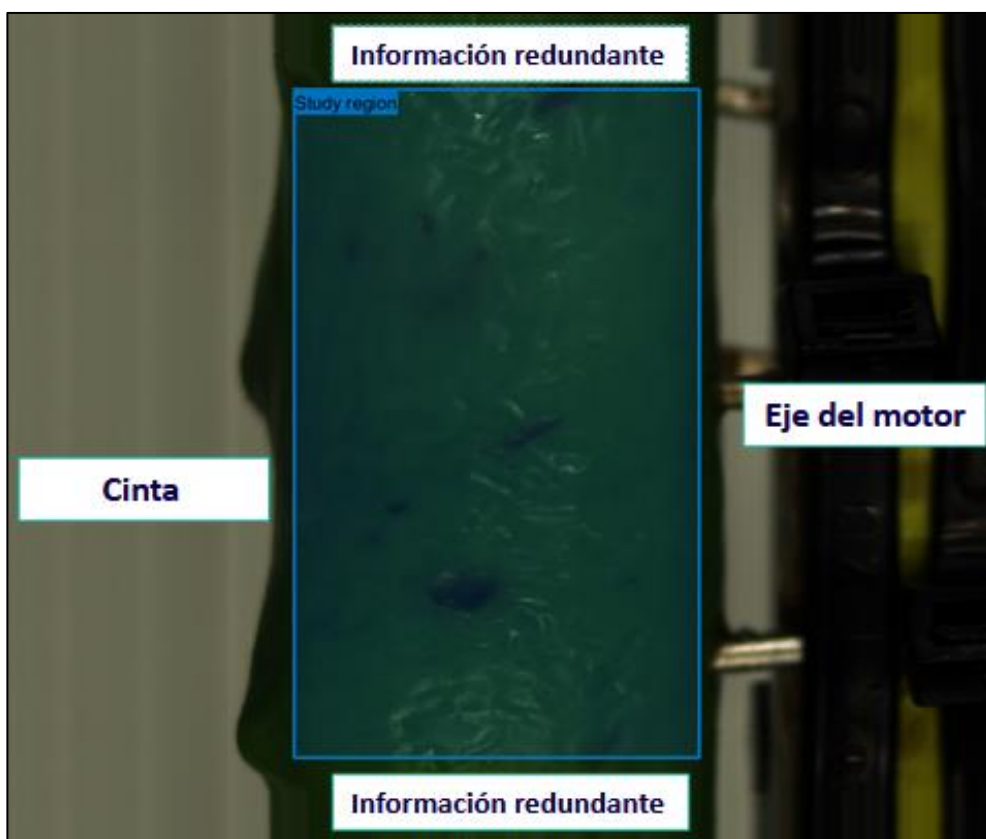 Información redundante
Study region
Eje del motor
Cinta
Información redundante